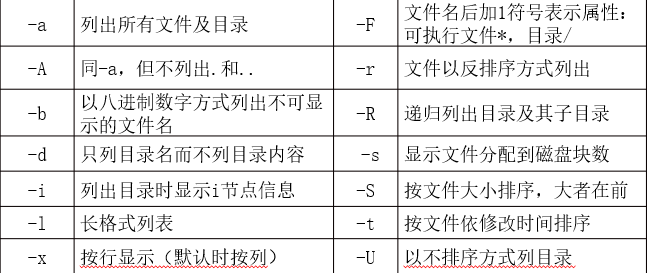 -a 列出所有文件及目录 -F 文件名后加1符号表示属性:
可执行文件*, 目录/
-A 同-a，但不列出.和.. -r 文件以反排序方式列出
-b 以八进制数字方式列出不可显
示的文件名 -R 递归列出目录及其子目录
-d 只列目录名而不列目录内容 -s 显示文件分配到磁盘块数
-i 列出目录时显示i节点信息 -S 按文件大小排序，大者在前
-l 长格式列表 -t 按文件依修改时间排序
-x 按行显示（默认时按列） -U 以不排序方式列目录